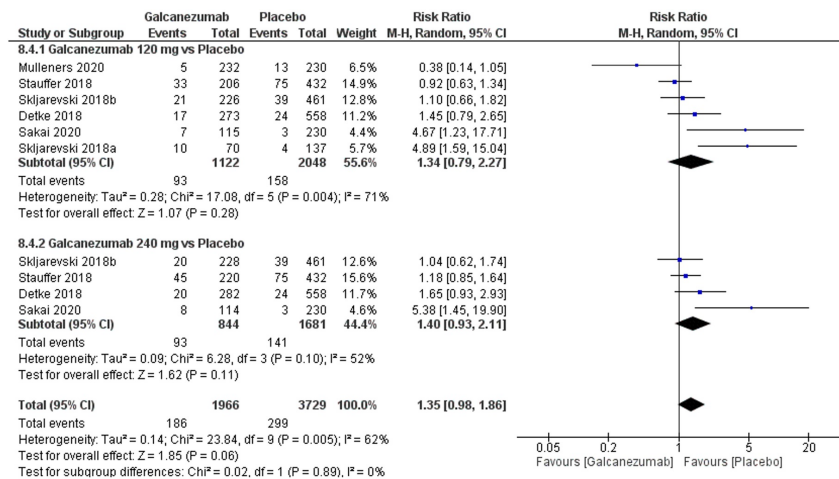 Galcanezumab Placebo Risk Ratio Risk Ratio
Study or Subgroup Events Total Events Total Weight M-H, Random, 95% CI M-H, Random, 95% CI
8.4.1 Galcanezumab 120 mg vs Placebo
Mulleners 2020 5 232 13 230 6.5% 0.38 [0.14, 1.05]
Stauffer 2018 33 206 75 432 14.9% 0.92 [0.63, 1.34]
Skljarevski 2018b 21 226 39 461 12.8% 1.10 [0.66, 1.82]
Detke 2018 17 273 24 558 11.2% 1.45 [0.79, 2.65]
Sakai 2020 7 115 3 230 4.4% 4.67 [1.23, 17.71]
Skljarevski 2018a 10 70 4 137 5.7% 4.89 [1.59, 15.04]
Subtotal (95% CI) 1122 2048 55.6% 1.34 [0.79, 2.27]
Total events 93 158
Heterogeneity: Tau² = 0.28; Chi² = 17.08, df = 5 (P = 0.004); I² = 71%
Test for overall effect: Z = 1.07 (P = 0.28)
8.4.2 Galcanezumab 240 mg vs Placebo
Skljarevski 2018b 20 228 39 461 12.6% 1.04 [0.62, 1.74]
Stauffer 2018 45 220 75 432 15.6% 1.18 [0.85, 1.64]
Detke 2018 20 282 24 558 11.7% 1.65 [0.93, 2.93]
Sakai 2020 8 114 3 230 4.6% 5.38 [1.45, 19.90]
Subtotal (95% CI) 844 1681 44.4% 1.40 [0.93, 2.11]
Total events 93 141
Heterogeneity: Tau² = 0.09; Chi² = 6.28, df = 3 (P = 0.10); I² = 52%
Test for overall effect: Z = 1.62 (P = 0.11)
Total (95% CI) 1966 3729 100.0% 1.35 [0.98, 1.86]
Total events 186 299
Heterogeneity: Tau² = 0.14; Chi² = 23.84, df = 9 (P = 0.005); I² = 62%
Test for overall effect: Z = 1.85 (P = 0.06)
Test for subgroup differences: Chi² = 0.02, df = 1 (P = 0.89), I² = 0%
0.05 0.2 1 5 20
Favours [Galcanezumab] Favours [Placebo]